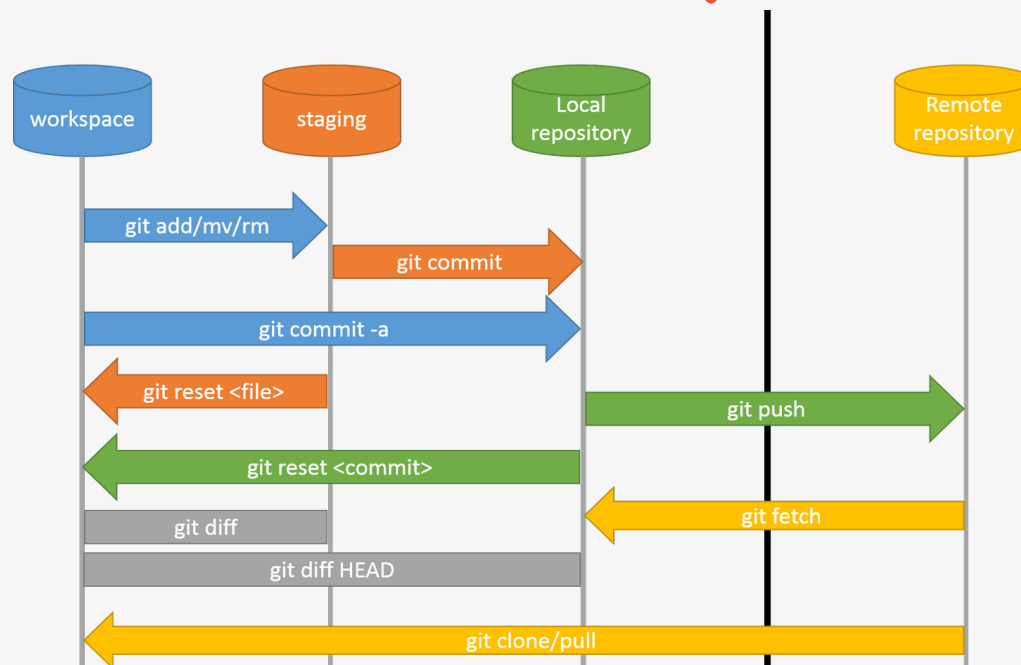 workspace
staging
Local
repository
Remote
repository
git add/mv/rm
git commit
git commit -a
git reset <file>
git push
git reset <commit>
git fetch
git diff
git diff HEAD
git clone/pull